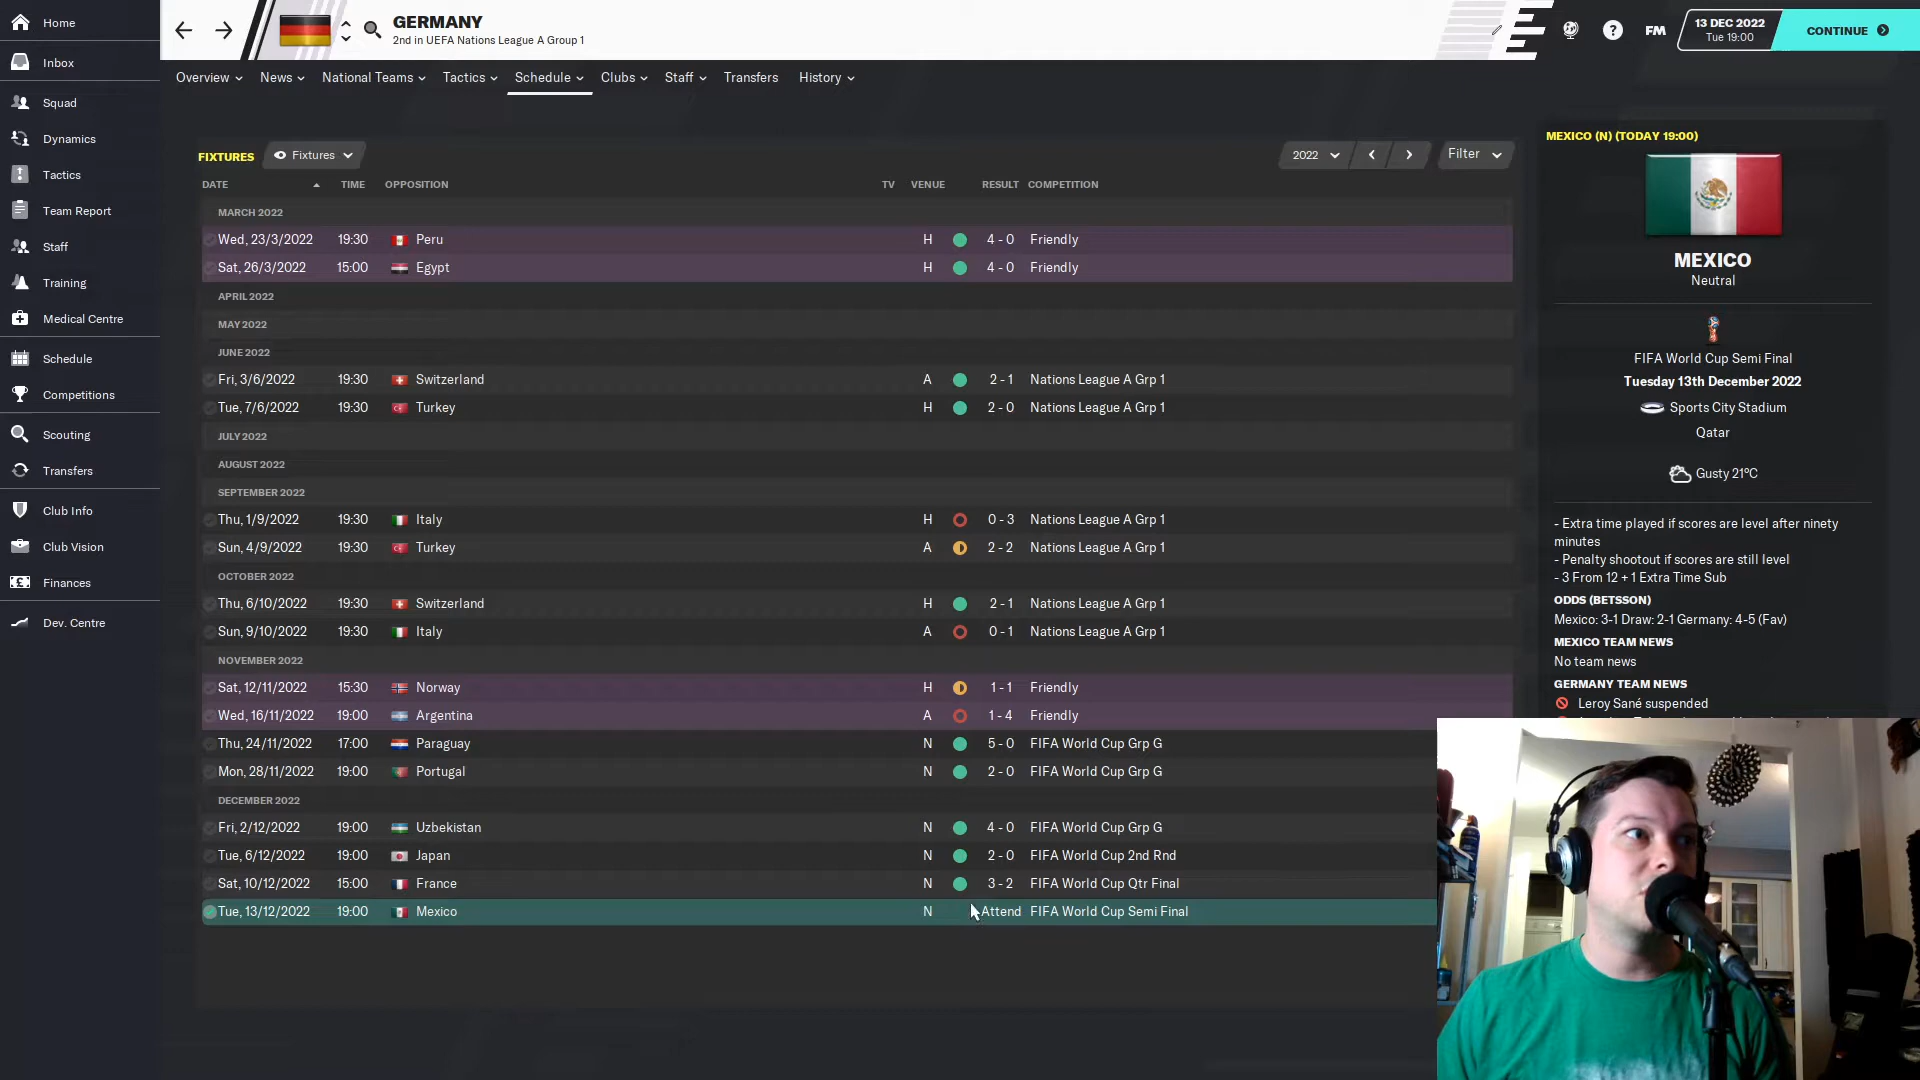 GERMANY
2nd in UEFA Nations League A Group 1
FM
13 DEC 2022
Tue 19:00
CONTINUE
Home
Inbox
Squad
Dynamics
Tactics
Team Report
Staff
Training
Medical Centre
Schedule
Competitions
Scouting
Transfers
Club Info
Club Vision
Finances
Dev. Centre
Overview News National Teams Tactics Schedule Clubs Staff Transfers History
FIXTURES Fixtures 2022 Filter
DATE TIME OPPOSITION TV VENUE RESULT COMPETITION
MARCH 2022
Wed, 23/3/2022 19:30 Peru H 4 - 0 Friendly
Sat, 26/3/2022 15:00 Egypt H 4 - 0 Friendly
APRIL 2022
MAY 2022
JUNE 2022
Fri, 3/6/2022 19:30 Switzerland A 2 - 1 Nations League A Grp 1
Tue, 7/6/2022 19:30 Turkey H 2 - 0 Nations League A Grp 1
JULY 2022
AUGUST 2022
SEPTEMBER 2022
Thu, 1/9/2022 19:30 Italy H 0 - 3 Nations League A Grp 1
Sun, 4/9/2022 19:30 Turkey A 2 - 2 Nations League A Grp 1
OCTOBER 2022
Thu, 6/10/2022 19:30 Switzerland H 2 - 1 Nations League A Grp 1
Sun, 9/10/2022 19:30 Italy A 0 - 1 Nations League A Grp 1
NOVEMBER 2022
Sat, 12/11/2022 15:30 Norway H 1 - 1 Friendly
Wed, 16/11/2022 19:00 Argentina A 1 - 4 Friendly
Thu, 24/11/2022 17:00 Paraguay N 5 - 0 FIFA World Cup Grp G
Mon, 28/11/2022 19:00 Portugal N 2 - 0 FIFA World Cup Grp G
DECEMBER 2022
Fri, 2/12/2022 19:00 Uzbekistan N 4 - 0 FIFA World Cup Grp G
Tue, 6/12/2022 19:00 Japan N 2 - 0 FIFA World Cup 2nd Rnd
Sat, 10/12/2022 15:00 France N 3 - 2 FIFA World Cup Qtr Final
Tue, 13/12/2022 19:00 Mexico N Attend FIFA World Cup Semi Final
MEXICO (N) (TODAY 19:00)
MEXICO
Neutral
FIFA World Cup Semi Final
Tuesday 13th December 2022
Sports City Stadium
Qatar
Gusty 21ºC
- Extra time played if scores are level after ninety
minutes
- Penalty shootout if scores are still level
- 3 From 12 + 1 Extra Time Sub
ODDS (BETSSON)
Mexico: 3-1 Draw: 2-1 Germany: 4-5 (Fav)
MEXICO TEAM NEWS
No team news
GERMANY TEAM NEWS
Leroy Sané suspended